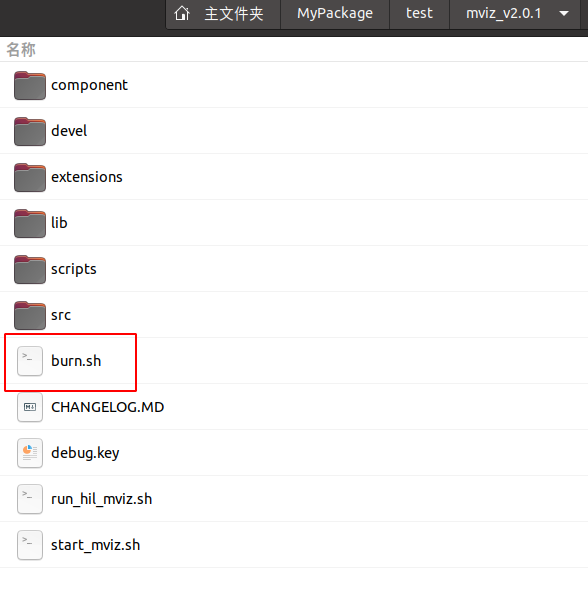 主文件夹 MyPackage test mviz_v2.0.1
名称
component
devel
extensions
lib
scripts
src
burn.sh
CHANGELOG.MD
debug.key
run_hil_mviz.sh
start_mviz.sh